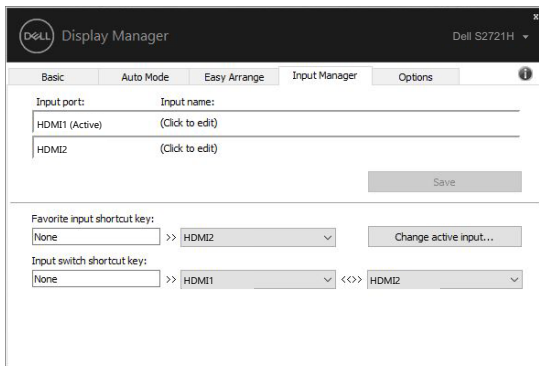 x
DELL Display Manager Dell S2721H
Basic Auto Mode Easy Arrange Input Manager Options i
Input port: Input name:
HDMI1 (Active) (Click to edit)
HDMI2 (Click to edit)
Save
Favorite input shortcut key:
None >> HDMI2 Change active input...
Input switch shortcut key:
None >> HDMI1 <<>> HDMI2